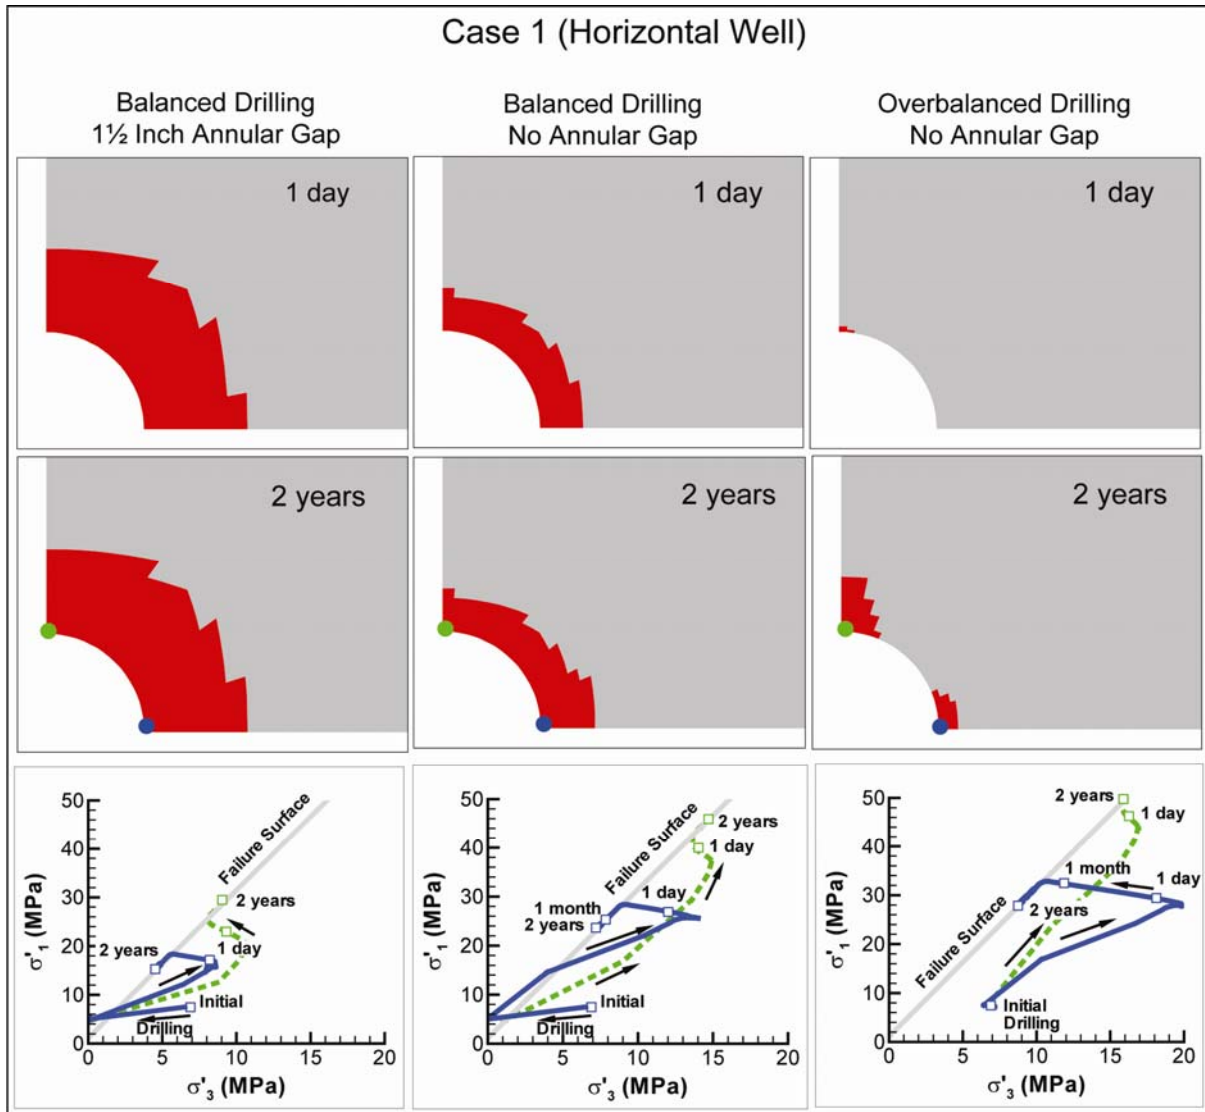 Case 1 (Horizontal Well)
Balanced Drilling
1½ Inch Annular Gap
Balanced Drilling
No Annular Gap
Overbalanced Drilling
No Annular Gap
1 day
1 day
1 day
2 years
2 years
2 years
50
40
30
20
10
0
σ'1 (MPa)
Failure Surface
2 years
2 years
1 day
Initial
Drilling
0 5 10 15 20
σ'3 (MPa)
50
40
30
20
10
0
σ'1 (MPa)
Failure Surface
2 years
1 day
1 day
1 month
2 years
Initial
Drilling
0 5 10 15 20
σ'3 (MPa)
50
40
30
20
10
0
σ'1 (MPa)
Failure Surface
2 years
1 day
1 month
1 day
2 years
Initial
Drilling
0 5 10 15 20
σ'3 (MPa)